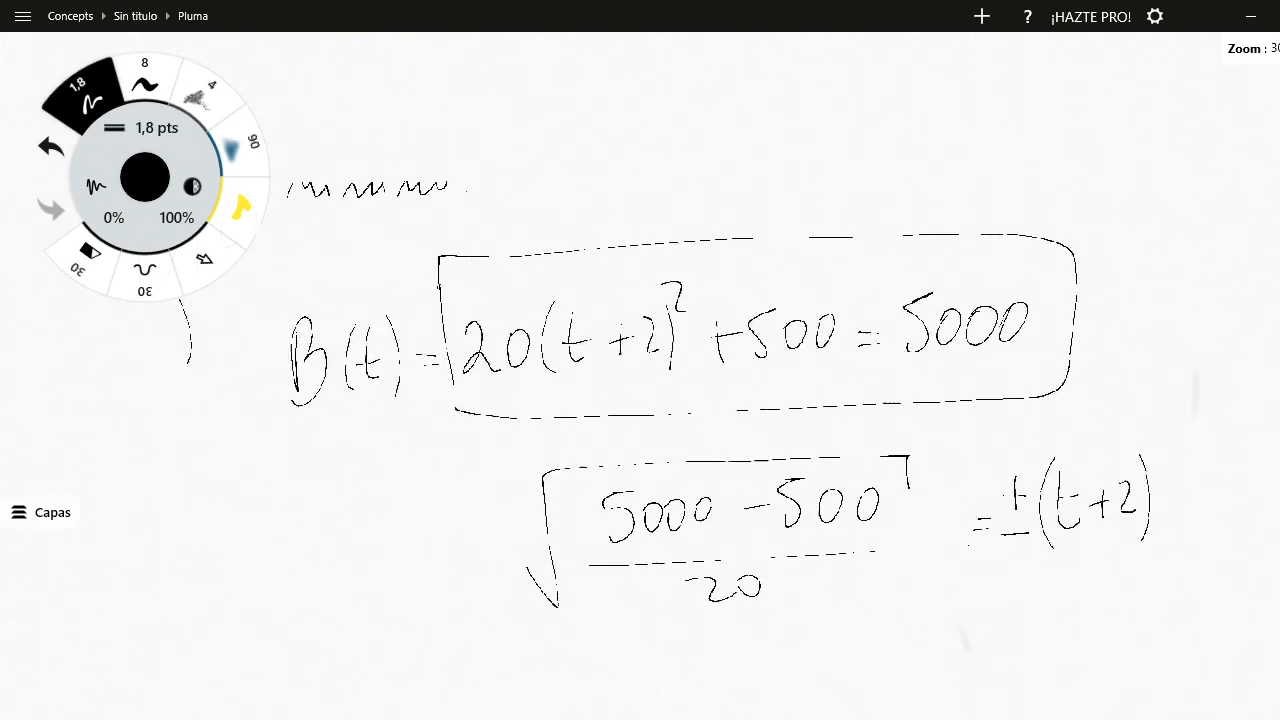 Concepts › Sin título › Pluma
? ¡HAZTE PRO!
Zoom : 30
8
1,8
4
1,8 pts
90
0% 100%
30
30
B(t) = 20(t+2)² +500 = 5000
√((5000 -500)/20) = ±(t+2)
Capas